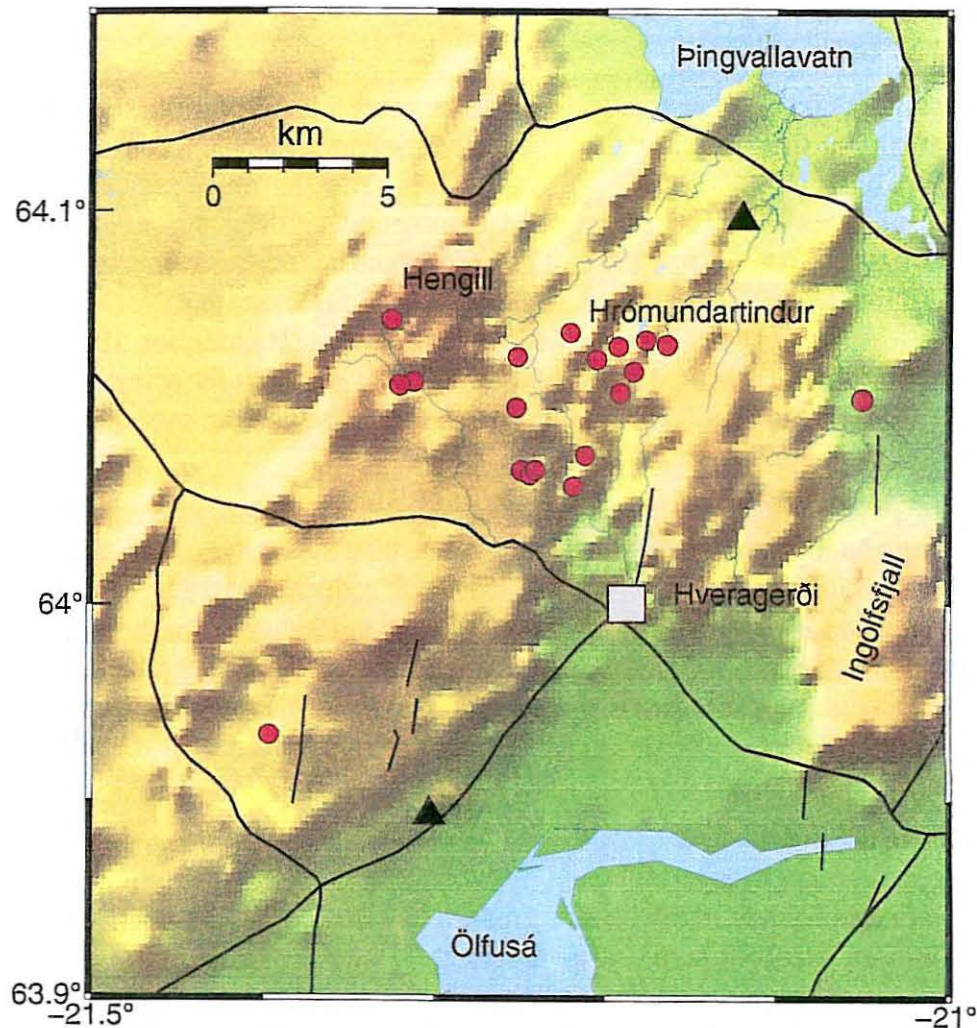 Þingvallavatn
km
0 5
64.1°
Hengill
Hrómundartindur
64°
Hveragerði
Ingólfsfjall
Ölfusá
63.9°
−21.5° −21°